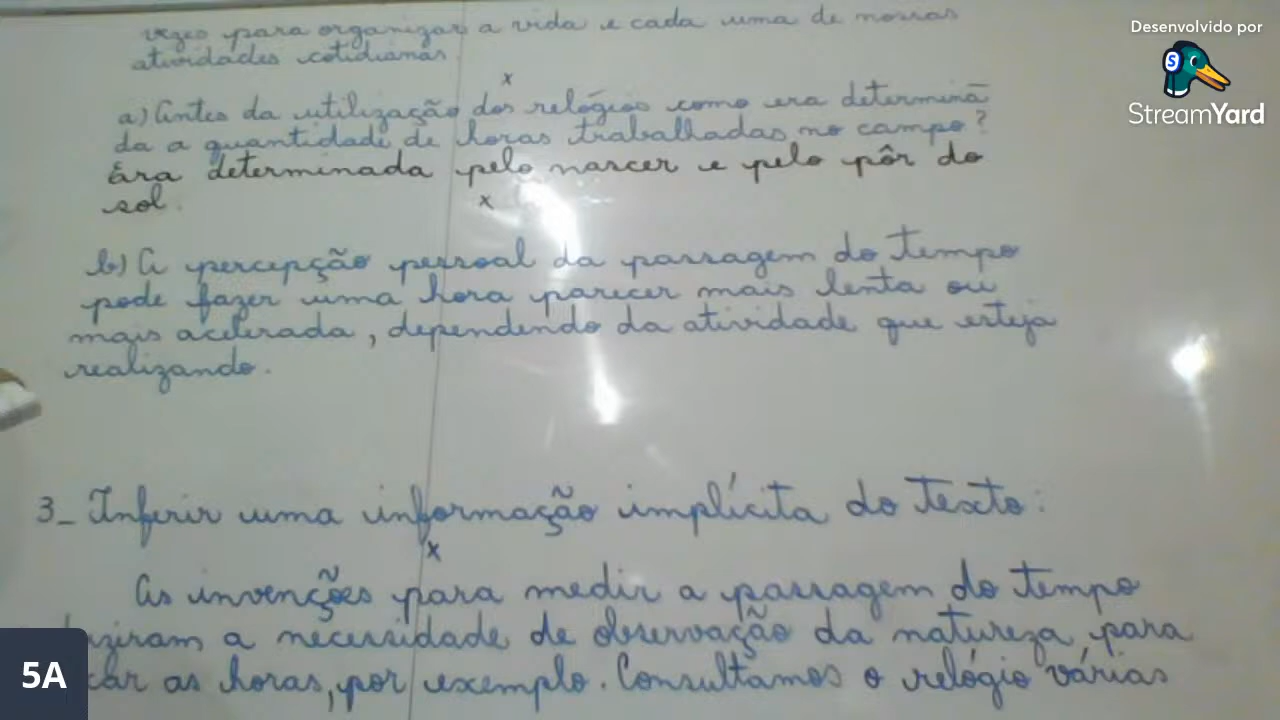 vezes para organizar a vida e cada uma de nossas
atividades cotidianas
x
a) Antes da utilização dos relógios como era determina
da a quantidade de horas trabalhadas no campo?
Era determinada pelo nascer e pelo pôr do
sol.
x
b) A percepção pessoal da passagem do tempo
pode fazer uma hora parecer mais lenta ou
mais acelerada, dependendo da atividade que esteja
realizando.
3- Inferir uma informação implícita do texto:
x
As invenções para medir a passagem do tempo
a necessidade de observação da natureza para
as horas, por exemplo. Consultamos o relógio várias
5A
Desenvolvido por
StreamYard